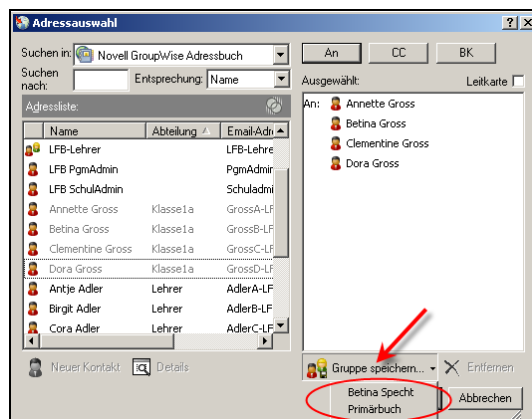 Adressauswahl
Suchen in: Novell GroupWise Adressbuch
Suchen nach:
Entsprechung: Name
Adressliste:
Name Abteilung Email-Adr
LFB-Lehrer LFB-Lehre
LFB PgmAdmin PgmAdmir
LFB SchulAdmin Schuladmi
Annette Gross Klasse1a GrossA-LF
Betina Gross Klasse1a GrossB-LF
Clementine Gross Klasse1a GrossC-LF
Dora Gross Klasse1a GrossD-LF
Antje Adler Lehrer AdlerA-LF
Birgit Adler Lehrer AdlerB-LF
Cora Adler Lehrer AdlerC-LF
Neuer Kontakt Details
An CC BK
Ausgewählt: Leitkarte
An: Annette Gross
Betina Gross
Clementine Gross
Dora Gross
Gruppe speichern... Entfernen
Betina Specht
Primärbuch
Abbrechen